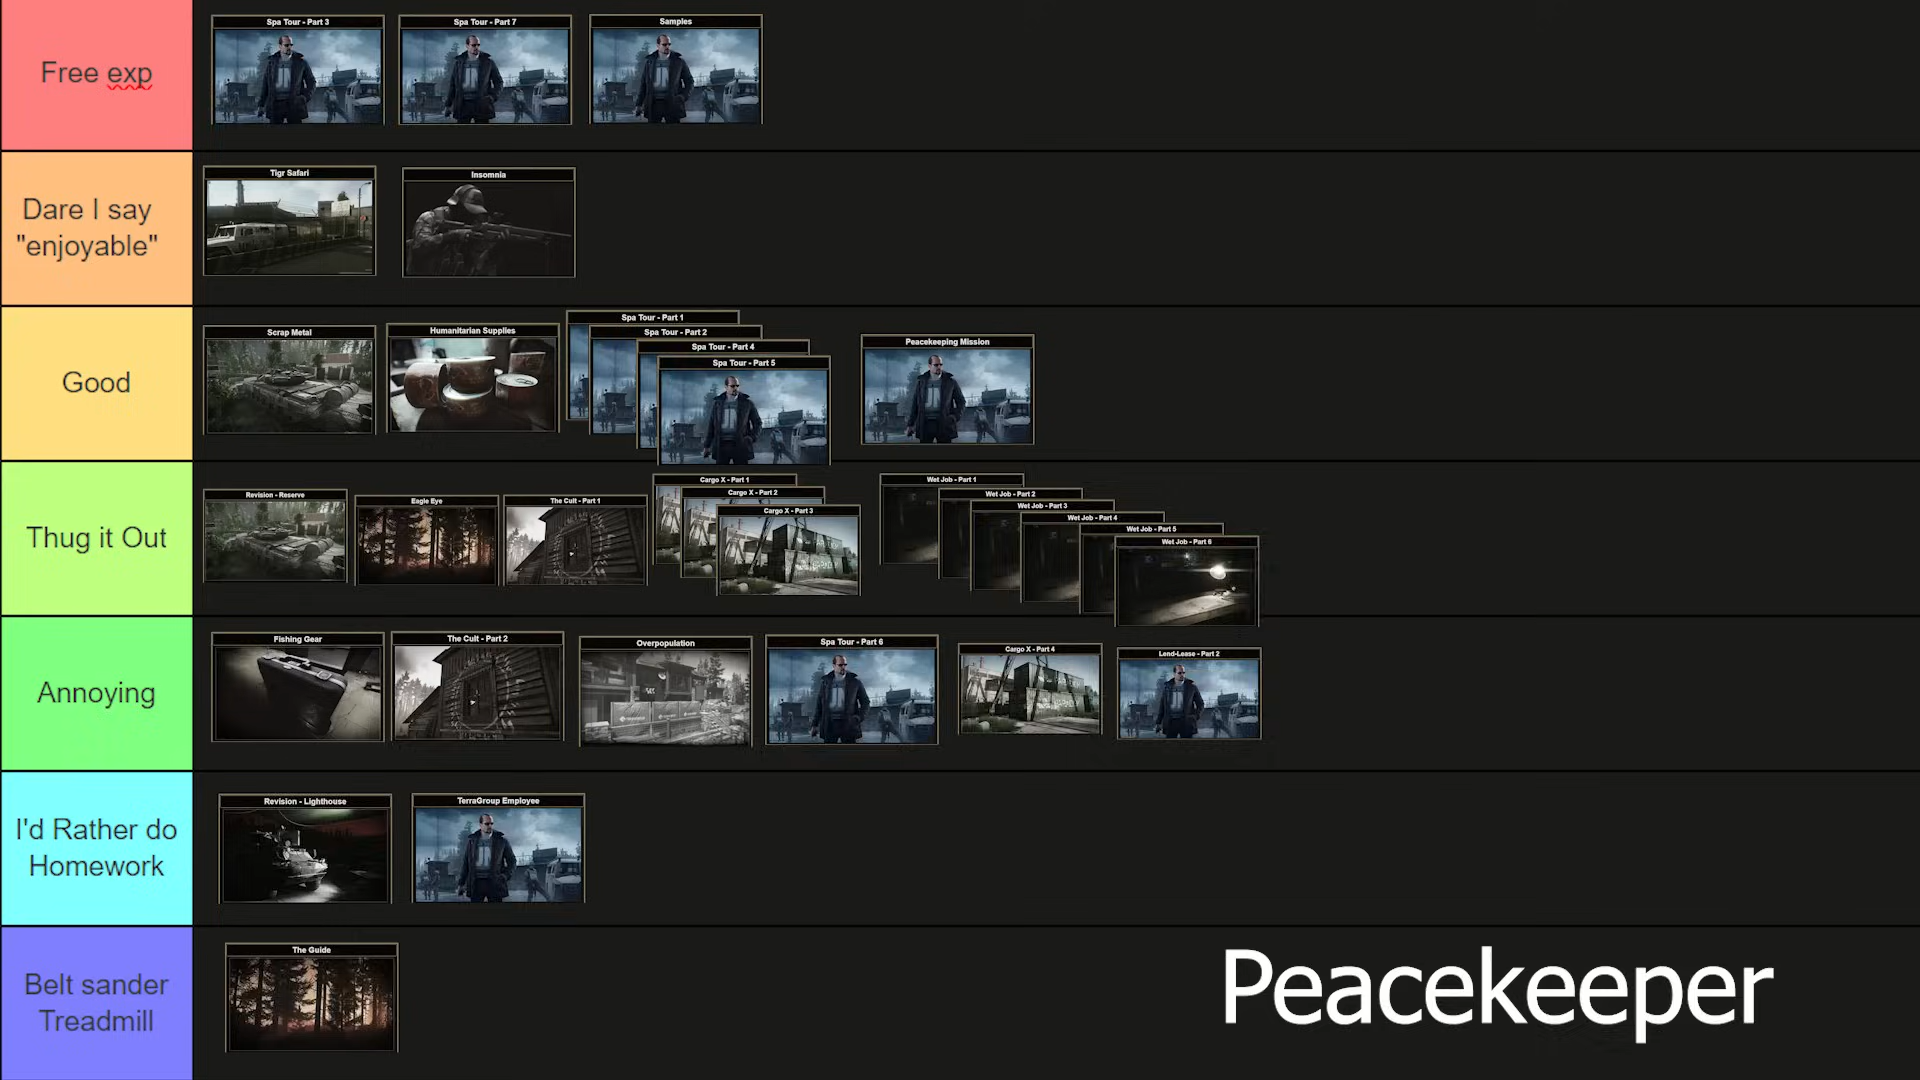 Free exp
Spa Tour - Part 3
Spa Tour - Part 7
Samples
Dare I say
"enjoyable"
Tigr Safari
Insomnia
Good
Scrap Metal
Humanitarian Supplies
Spa Tour - Part 1
Spa Tour - Part 2
Spa Tour - Part 4
Spa Tour - Part 5
Peacekeeping Mission
Thug it Out
Revision - Reserve
Eagle Eye
The Cult - Part 1
Cargo X - Part 1
Cargo X - Part 2
Cargo X - Part 3
Wet Job - Part 1
Wet Job - Part 2
Wet Job - Part 3
Wet Job - Part 4
Wet Job - Part 5
Wet Job - Part 6
Annoying
Fishing Gear
The Cult - Part 2
Overpopulation
Spa Tour - Part 6
Cargo X - Part 4
Lend-Lease - Part 2
I'd Rather do
Homework
Revision - Lighthouse
TerraGroup Employee
Belt sander
Treadmill
The Guide
Peacekeeper